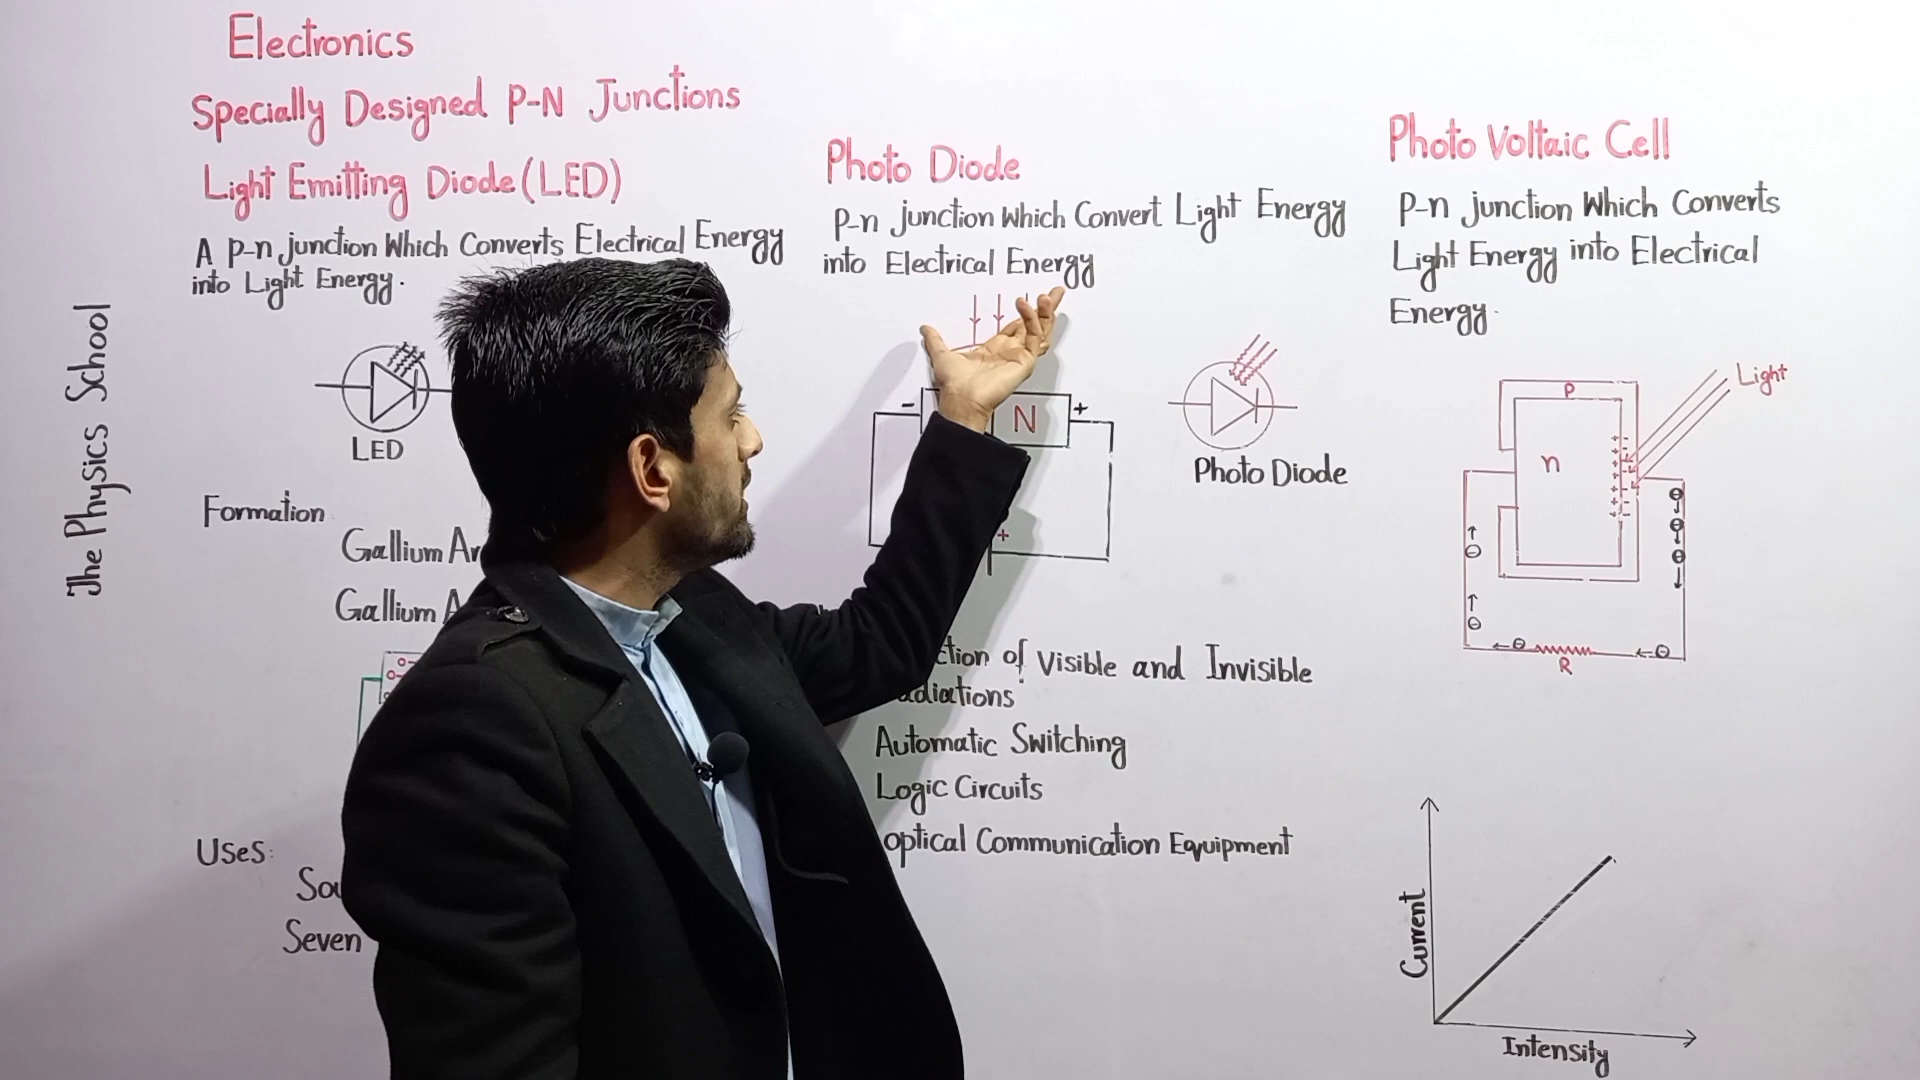 The Physics School
Electronics
Specially Designed P-N Junctions
Light Emitting Diode (LED)
A p-n junction Which Converts Electrical Energy
into Light Energy.
LED
Formation
Gallium
Gallium
Uses:
Seven
Photo Diode
p-n junction which Convert Light Energy
into Electrical Energy
-
N
+
+
Photo Diode
of Visible and Invisible
Automatic Switching
Logic Circuits
optical Communication Equipment
Photo Voltaic Cell
P-n junction Which Converts
Light Energy into Electrical
Energy.
Light
P
n
R
Current
Intensity